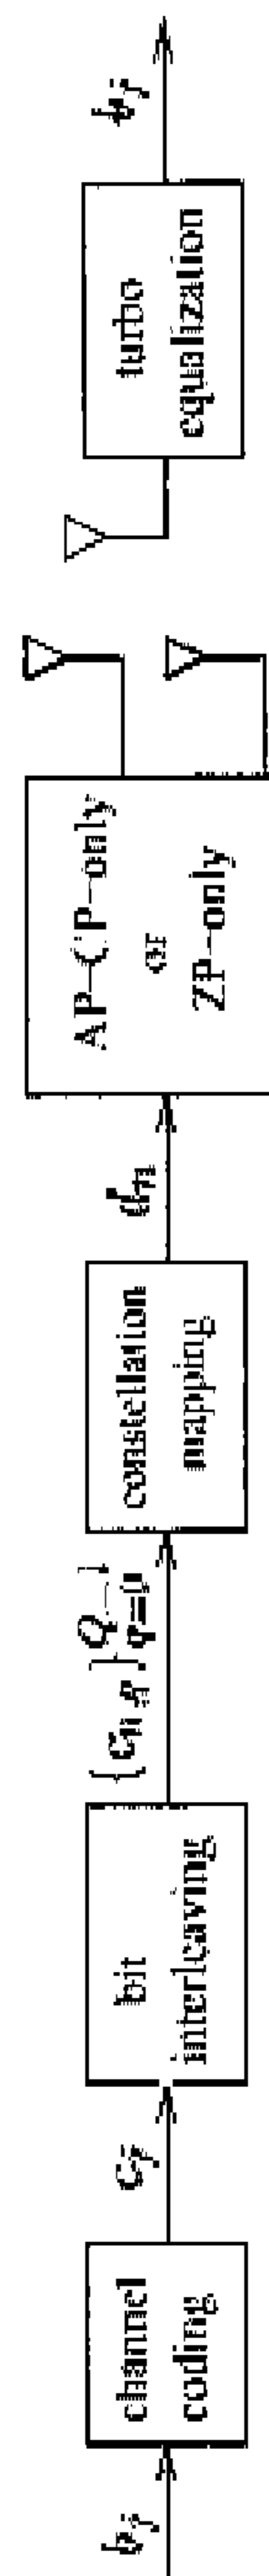 b_j
channel
coding
c_j
bit
interleaving
{c_{n,q}}_{q=0}^{Q-1}
constellation
mapping
d_n
AP-CP-only
or
ZP-only
turbo
equalization
b_j